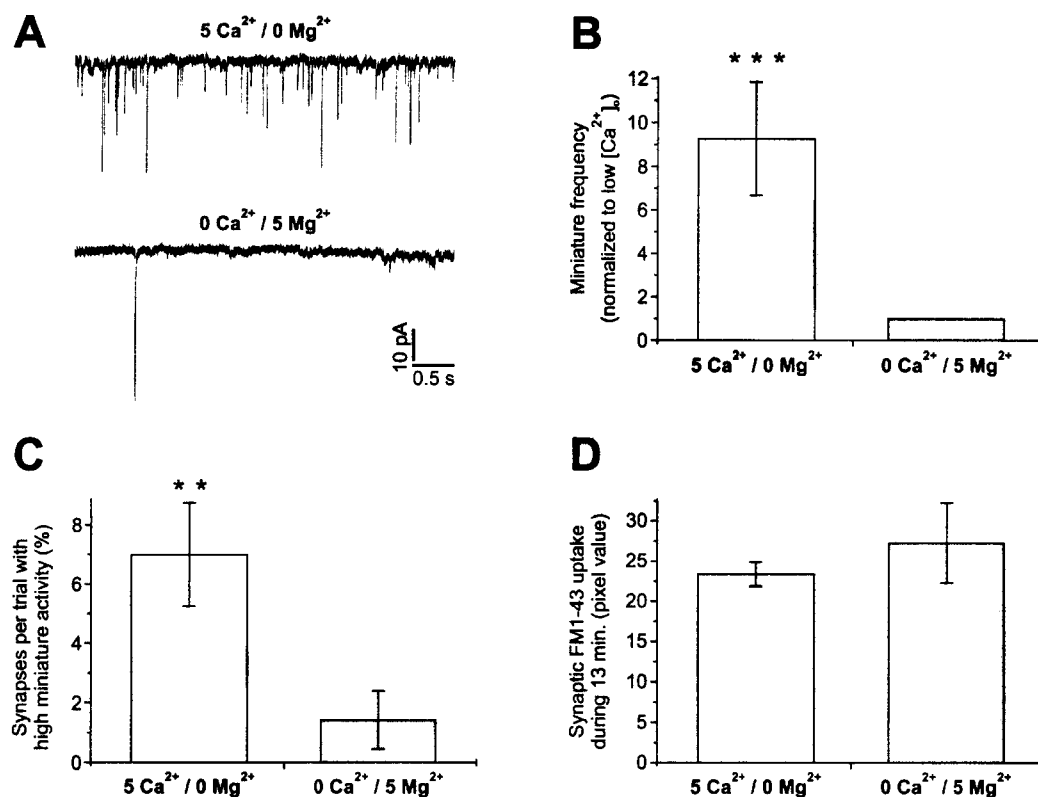 A
5 Ca²⁺ / 0 Mg²⁺
0 Ca²⁺ / 5 Mg²⁺
10 pA
0.5 s
B
* * *
Miniature frequency
(normalized to low [Ca²⁺]ₒ)
12
10
8
6
4
2
0
5 Ca²⁺ / 0 Mg²⁺
0 Ca²⁺ / 5 Mg²⁺
C
* *
Synapses per trial with
high miniature activity (%)
8
6
4
2
0
5 Ca²⁺ / 0 Mg²⁺
0 Ca²⁺ / 5 Mg²⁺
D
Synaptic FM1-43 uptake
during 13 min. (pixel value)
30
25
20
15
10
5
0
5 Ca²⁺ / 0 Mg²⁺
0 Ca²⁺ / 5 Mg²⁺